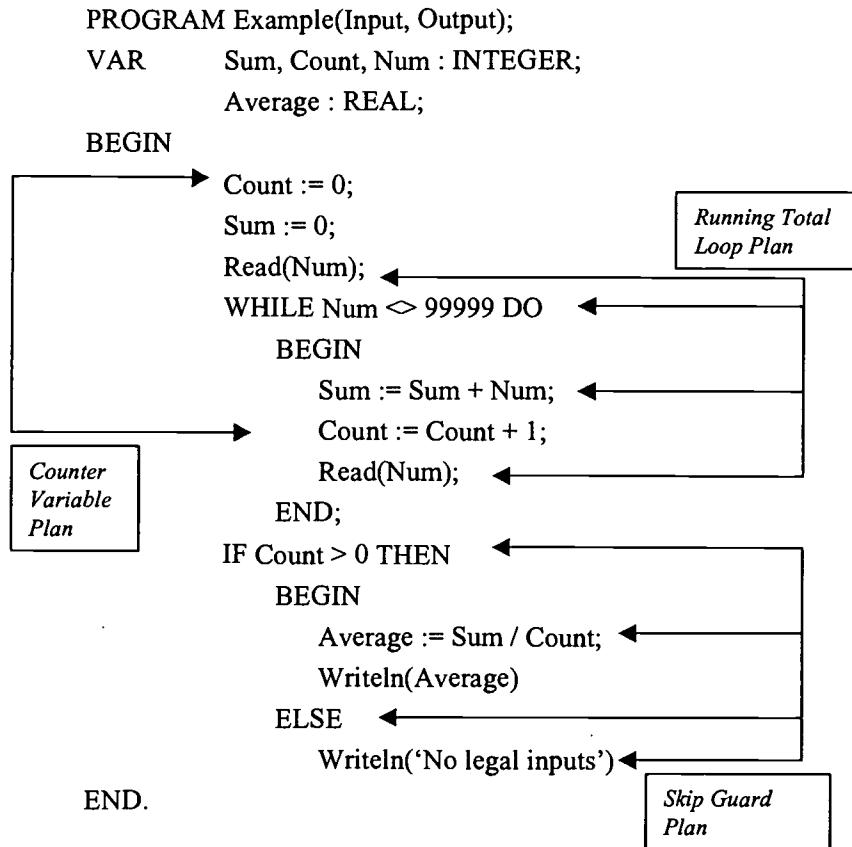 PROGRAM Example(Input, Output);
VAR Sum, Count, Num : INTEGER;
Average : REAL;
BEGIN
Count := 0;
Sum := 0;
Read(Num);
WHILE Num <> 99999 DO
BEGIN
Sum := Sum + Num;
Count := Count + 1;
Read(Num);
END;
IF Count > 0 THEN
BEGIN
Average := Sum / Count;
Writeln(Average)
ELSE
Writeln(‘No legal inputs’)
END.
Running Total
Loop Plan
Counter
Variable
Plan
Skip Guard
Plan